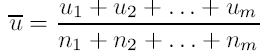 \overline{u} = \frac{u_1 + u_2 + \ldots + u_m}{n_1 + n_2 + \ldots + n_m}